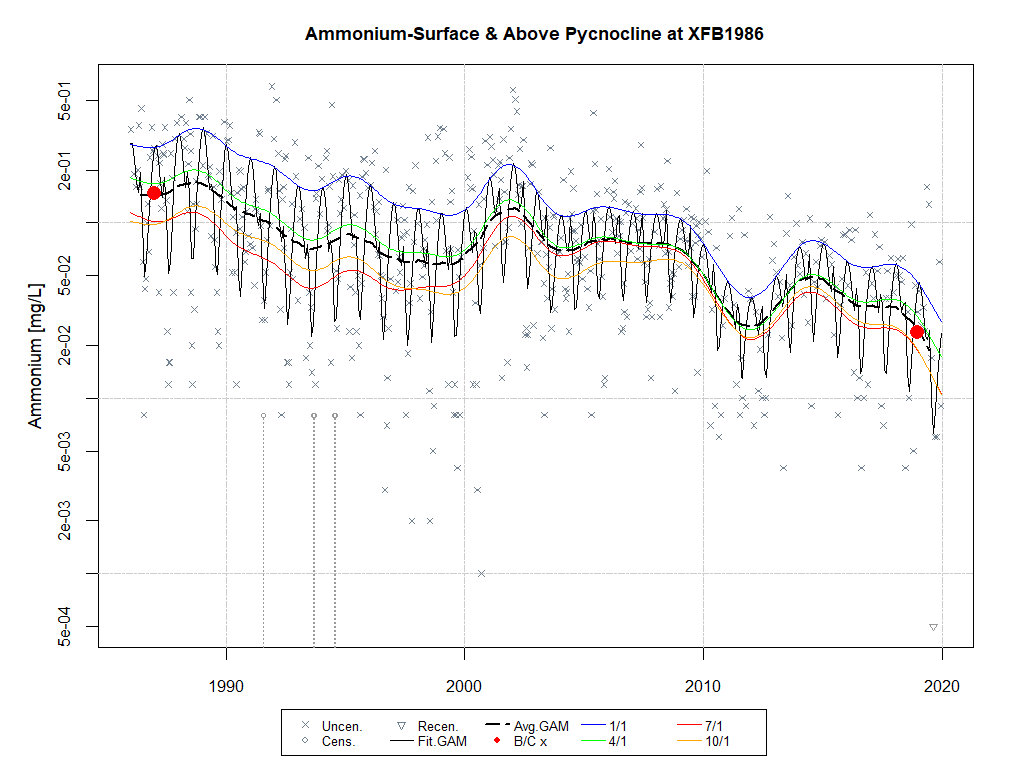 Ammonium-Surface & Above Pycnocline at XFB1986
Ammonium [mg/L]
5e-01
2e-01
5e-02
2e-02
5e-03
2e-03
5e-04
1990 2000 2010 2020
Uncen. Recen. Avg.GAM 1/1 7/1
Cens. Fit.GAM B/C x 4/1 10/1